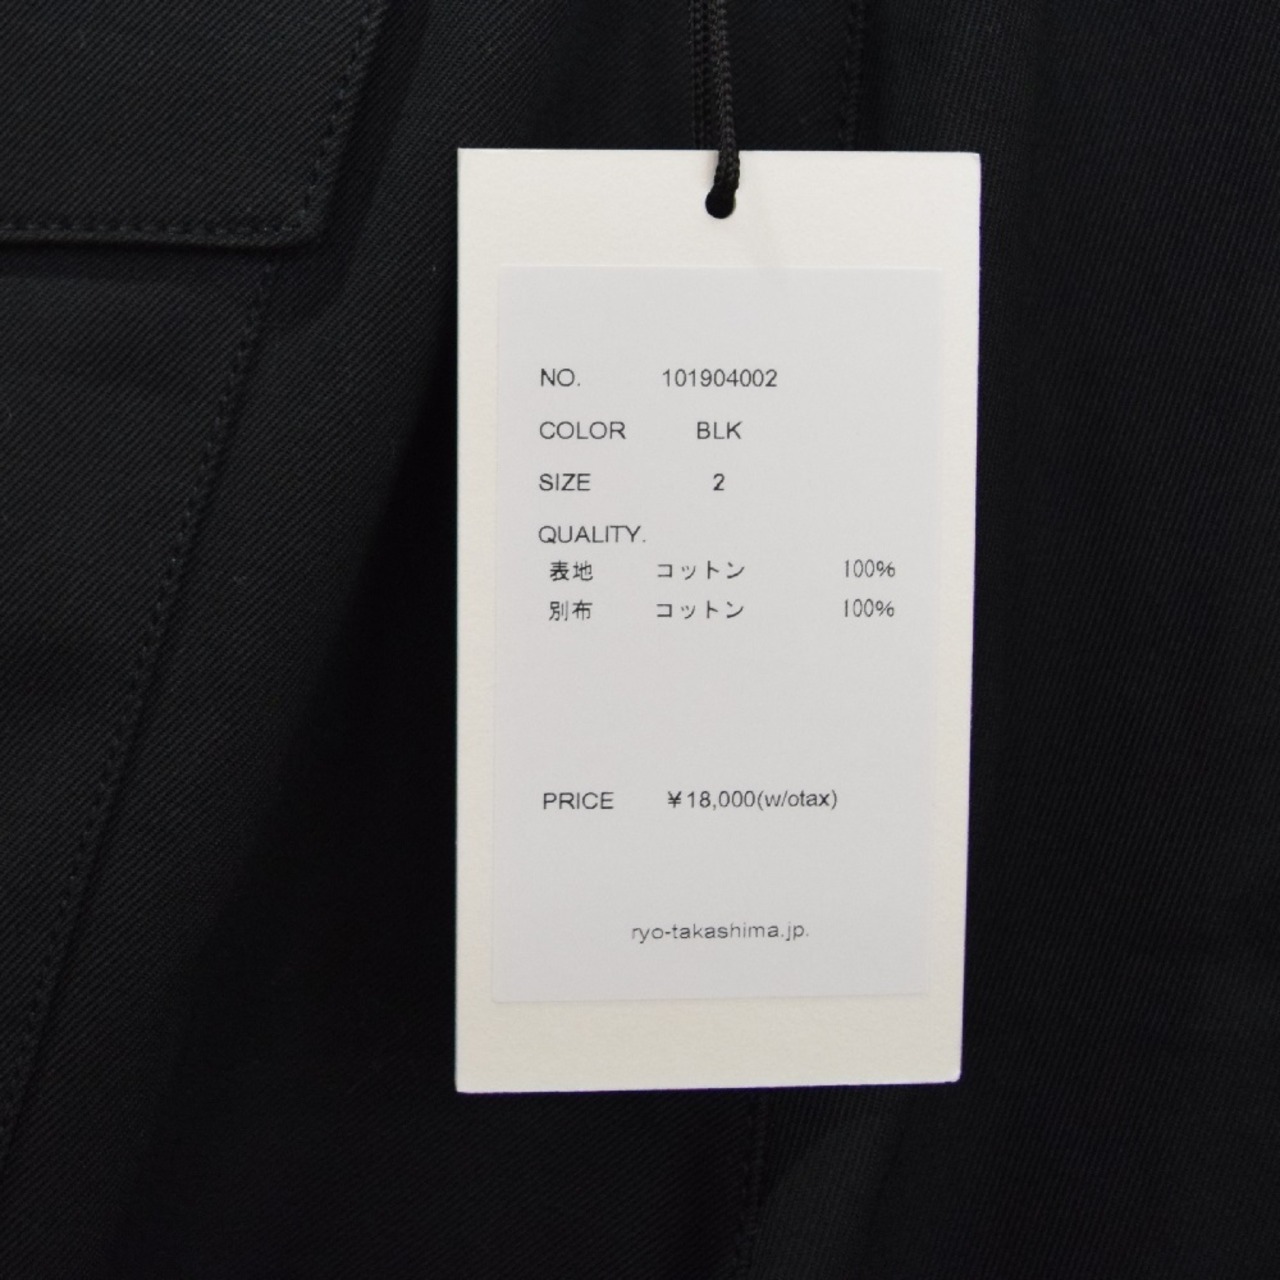 NO. 101904002
COLOR BLK
SIZE 2
QUALITY.
表地 コットン 100%
別布 コットン 100%
PRICE ¥18,000(w/otax)
ryo-takashima.jp.